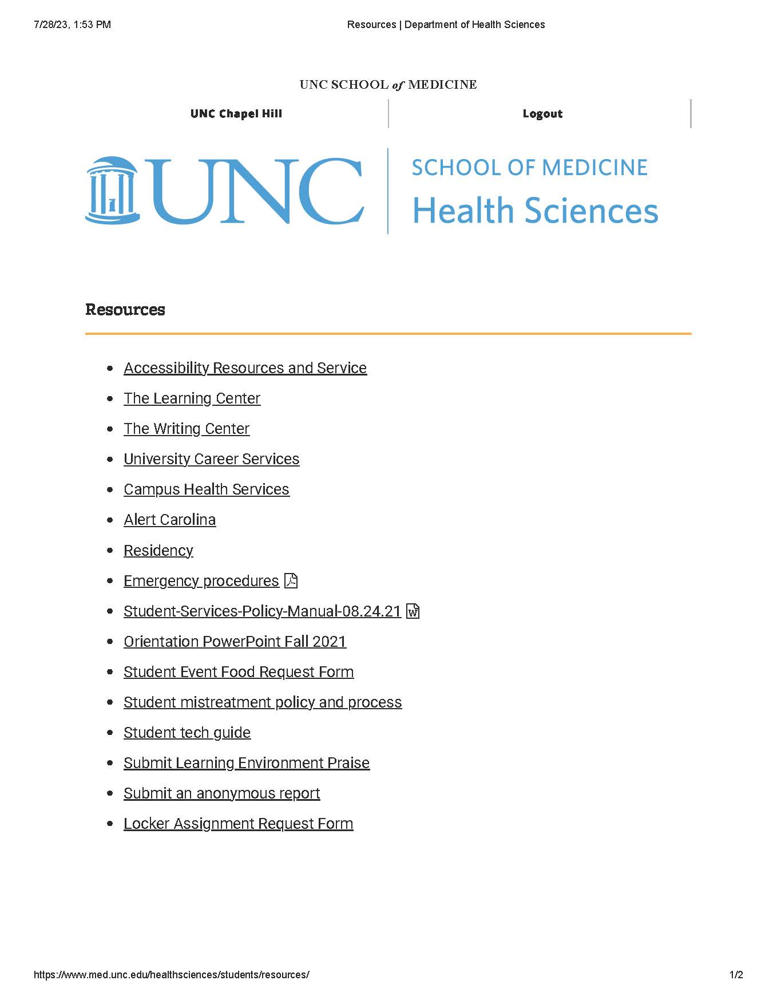 7/28/23, 1:53 PM
Resources | Department of Health Sciences
UNC SCHOOL of MEDICINE
UNC Chapel Hill
Logout
UNC
SCHOOL OF MEDICINE
Health Sciences
Resources
• Accessibility Resources and Service
• The Learning Center
• The Writing Center
• University Career Services
• Campus Health Services
• Alert Carolina
• Residency
• Emergency procedures
• Student-Services-Policy-Manual-08.24.21
• Orientation PowerPoint Fall 2021
• Student Event Food Request Form
• Student mistreatment policy and process
• Student tech guide
• Submit Learning Environment Praise
• Submit an anonymous report
• Locker Assignment Request Form
https://www.med.unc.edu/healthsciences/students/resources/
1/2